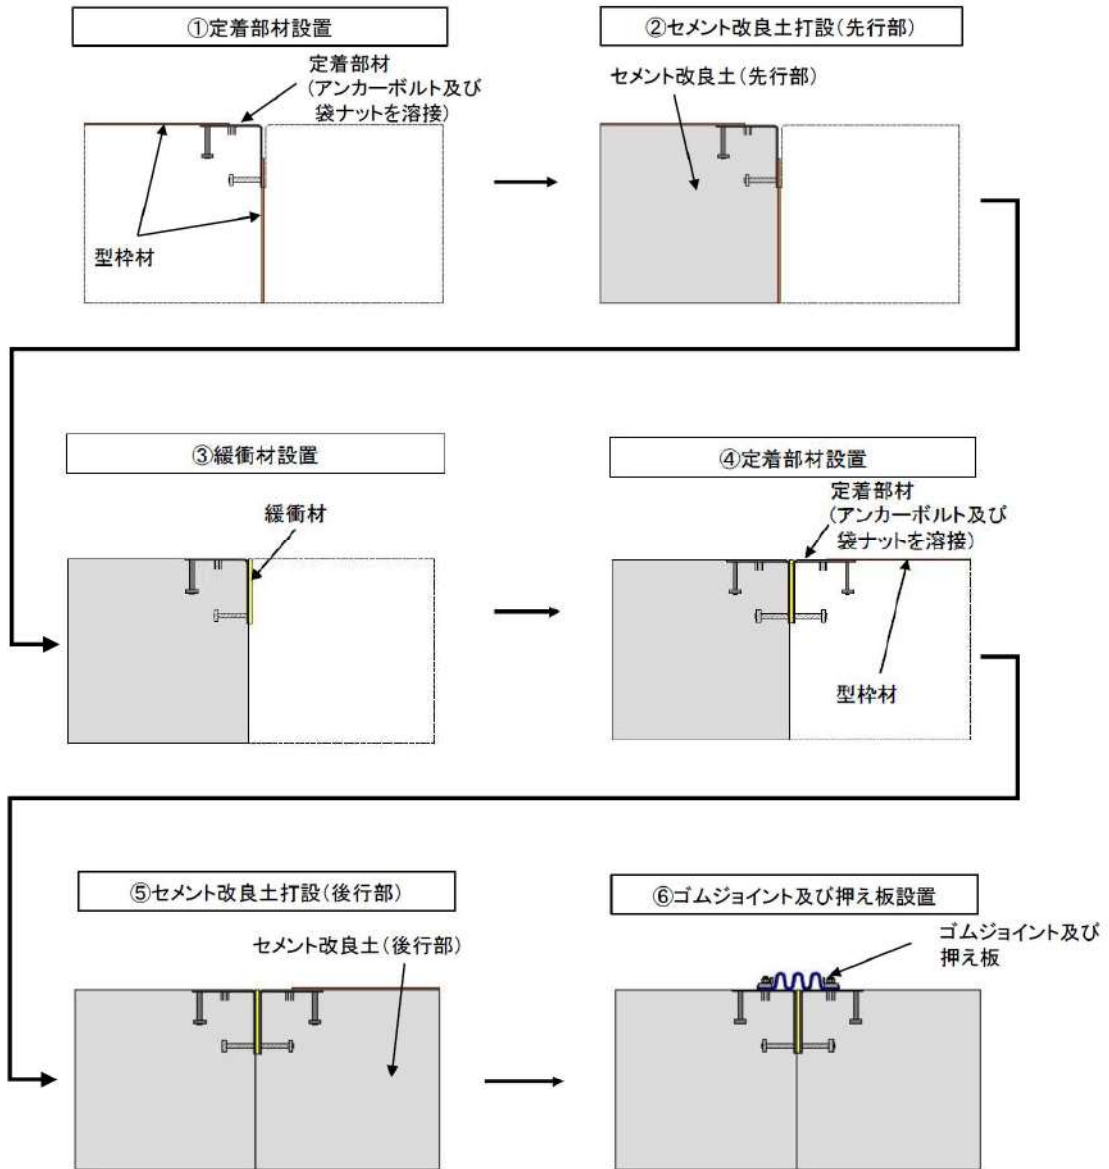 ①定着部材設置
定着部材
(アンカーボルト及び
袋ナットを溶接)
型枠材
②セメント改良土打設(先行部)
セメント改良土(先行部)
③緩衝材設置
緩衝材
④定着部材設置
定着部材
(アンカーボルト及び
袋ナットを溶接)
型枠材
⑤セメント改良土打設(後行部)
セメント改良土(後行部)
⑥ゴムジョイント及び押え板設置
ゴムジョイント及び
押え板